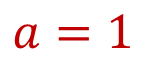 a = 1